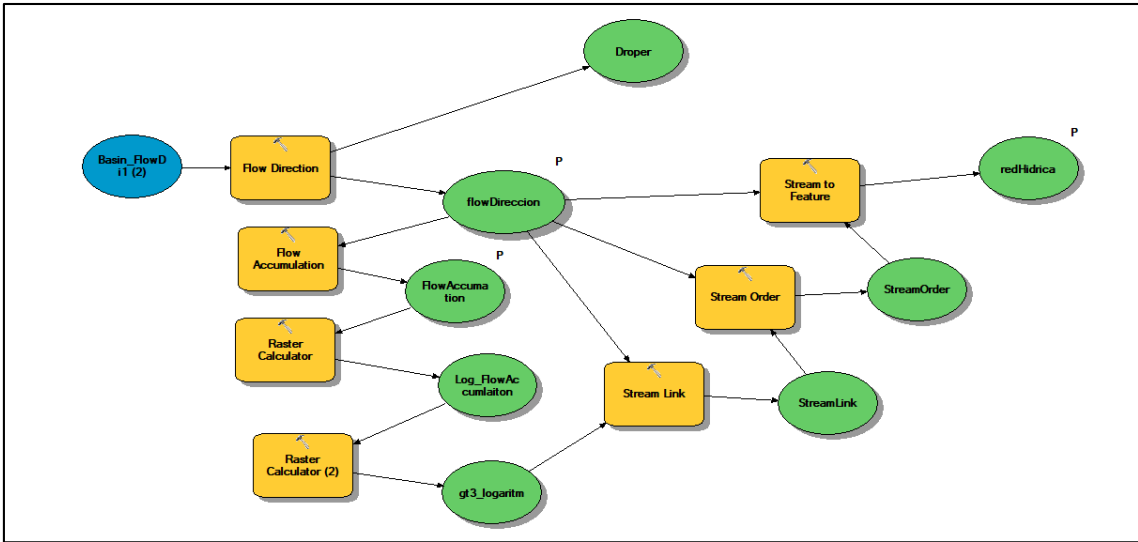 Droper
Basin_FlowD
i1 (2)
Flow Direction
P
flowDireccion
Stream to
Feature
P
redHidrica
Flow
Accumulation
P
FlowAccuma
tion
Stream Order
StreamOrder
Raster
Calculator
Log_FlowAc
cumlaiton
Stream Link
StreamLink
Raster
Calculator (2)
gt3_logaritm